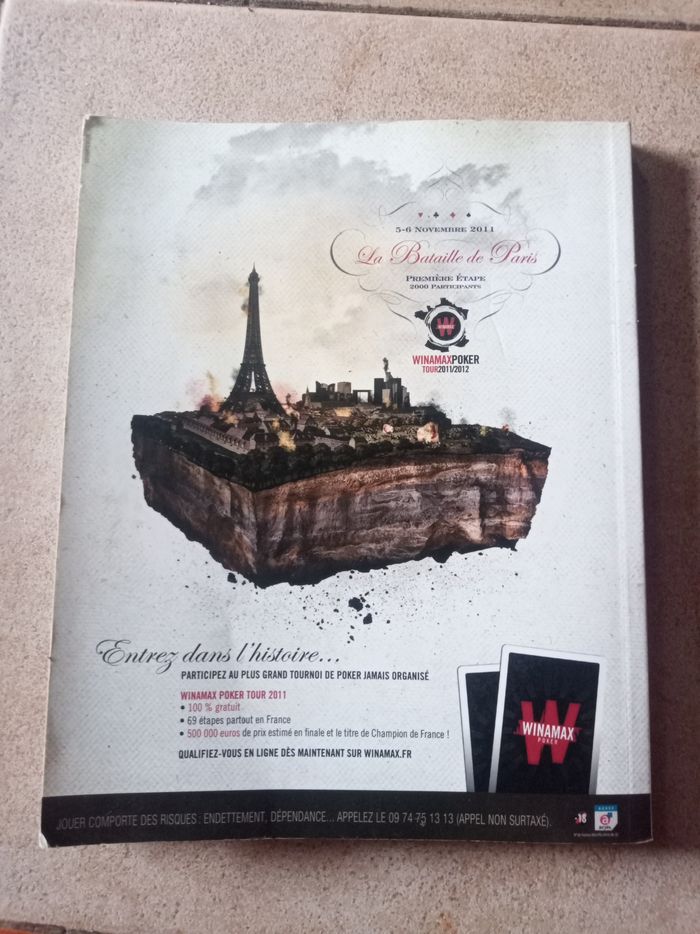 5-6 NOVEMBRE 2011
La Bataille de Paris
PREMIÈRE ÉTAPE
2000 PARTICIPANTS
W
WINAMAX
WINAMAXPOKER
TOUR2011/2012
Entrez dans l'histoire...
PARTICIPEZ AU PLUS GRAND TOURNOI DE POKER JAMAIS ORGANISÉ
WINAMAX POKER TOUR 2011
• 100 % gratuit
• 69 étapes partout en France
• 500 000 euros de prix estimé en finale et le titre de Champion de France !
QUALIFIEZ-VOUS EN LIGNE DÈS MAINTENANT SUR WINAMAX.FR
W
WINAMAX
POKER
JOUER COMPORTE DES RISQUES : ENDETTEMENT, DÉPENDANCE... APPELEZ LE 09 74 75 13 13 (APPEL NON SURTAXÉ).
-18
arjel